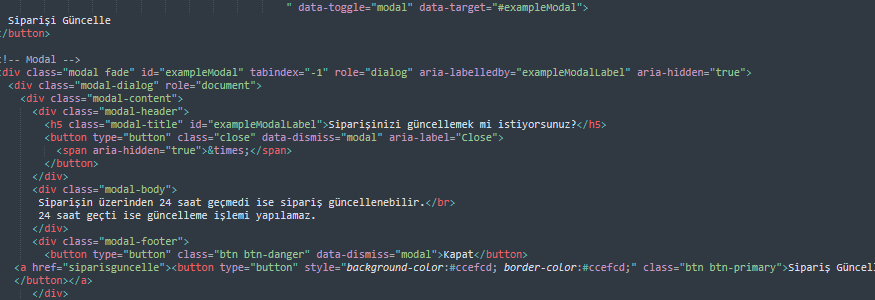 " data-toggle="modal" data-target="#exampleModal">
Siparişi Güncelle
</button>
!-- Modal -->
<div class="modal fade" id="exampleModal" tabindex="-1" role="dialog" aria-labelledby="exampleModalLabel" aria-hidden="true">
<div class="modal-dialog" role="document">
<div class="modal-content">
<div class="modal-header">
<h5 class="modal-title" id="exampleModalLabel">Siparişinizi güncellemek mi istiyorsunuz?</h5>
<button type="button" class="close" data-dismiss="modal" aria-label="Close">
<span aria-hidden="true">&times;</span>
</button>
</div>
<div class="modal-body">
Siparişin üzerinden 24 saat geçmedi ise sipariş güncellenebilir.</br>
24 saat geçti ise güncelleme işlemi yapılamaz.
</div>
<div class="modal-footer">
<button type="button" class="btn btn-danger" data-dismiss="modal">Kapat</button>
<a href="siparisguncelle"><button type="button" style="background-color:#ccefcd; border-color:#ccefcd;" class="btn btn-primary">Sipariş Güncell
</button></a>
</div>